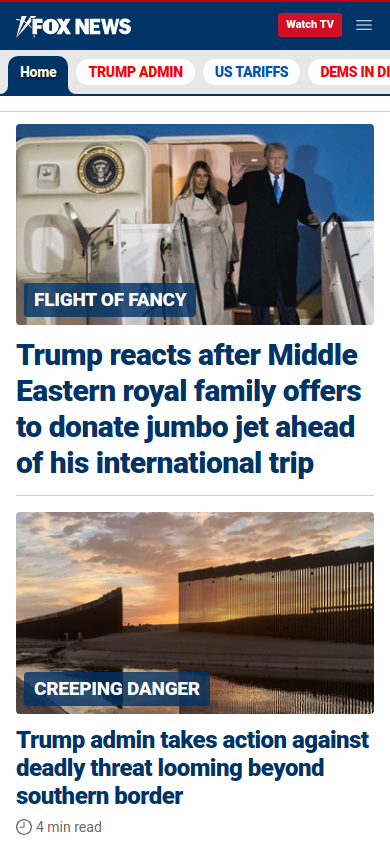 FOX NEWS
Watch TV
Home
TRUMP ADMIN
US TARIFFS
DEMS IN DI
FLIGHT OF FANCY
Trump reacts after Middle
Eastern royal family offers
to donate jumbo jet ahead
of his international trip
CREEPING DANGER
Trump admin takes action against
deadly threat looming beyond
southern border
4 min read